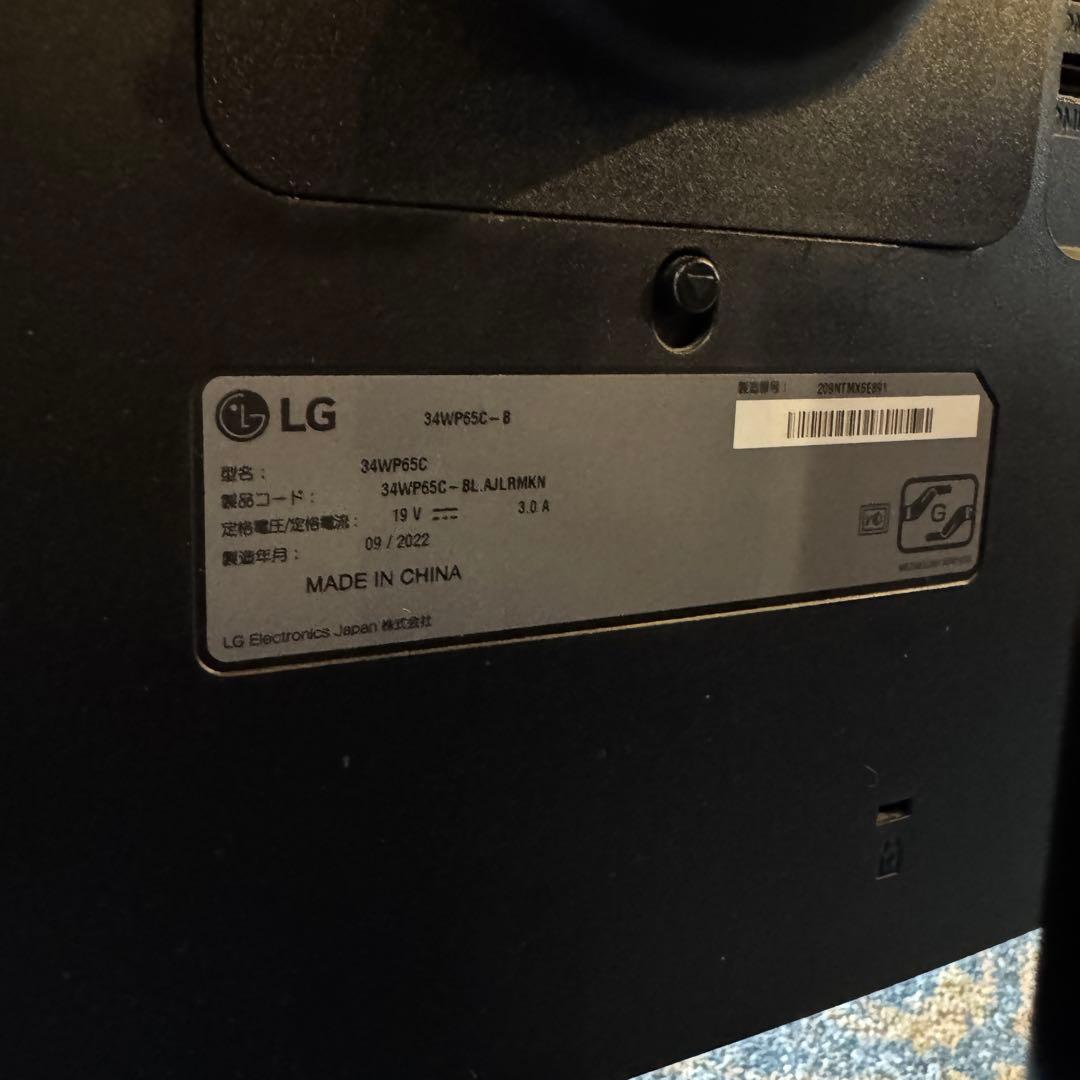 LG
34WP65C-B
製造番号： 209NTMXSE891
型名： 34WP65C
製品コード： 34WP65C-BL.AJLRMKN
定格電圧/定格電流： 19 V ⎓ 3.0 A
製造年月： 09 / 2022
MADE IN CHINA
LG Electronics Japan 株式会社
G